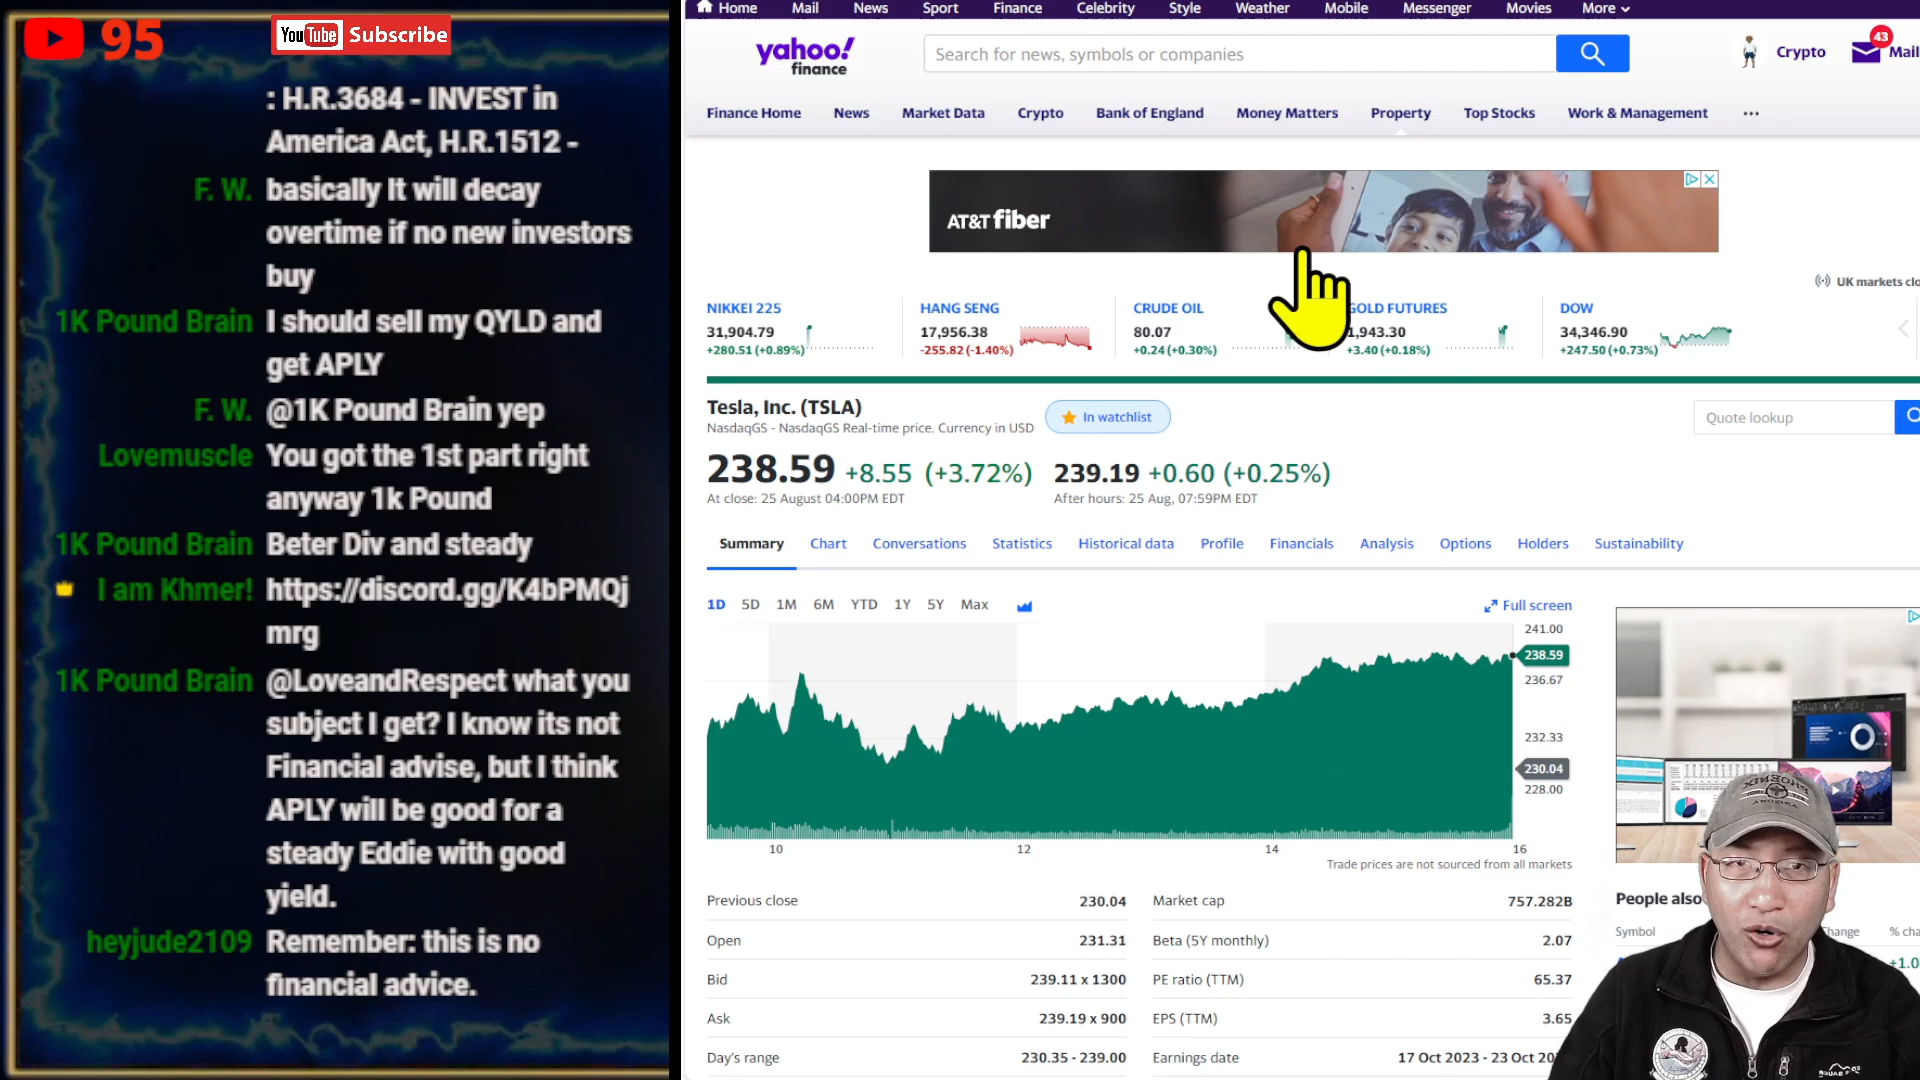 95
YouTube Subscribe
: H.R.3684 - INVEST in
America Act, H.R.1512 -
F. W. basically It will decay
overtime if no new investors
buy
1K Pound Brain I should sell my QYLD and
get APLY
F. W. @1K Pound Brain yep
Lovemuscle You got the 1st part right
anyway 1k Pound
1K Pound Brain Beter Div and steady
I am Khmer! https://discord.gg/K4bPMQj
mrg
1K Pound Brain @LoveandRespect what you
subject I get? I know its not
Financial advise, but I think
APLY will be good for a
steady Eddie with good
yield.
heyjude2109 Remember: this is no
financial advice.
Home Mail News Sport Finance Celebrity Style Weather Mobile Messenger Movies More
yahoo!
finance
Search for news, symbols or companies
Crypto
43
Mail
Finance Home News Market Data Crypto Bank of England Money Matters Property Top Stocks Work & Management ...
AT&T fiber
UK markets clo
NIKKEI 225 HANG SENG CRUDE OIL GOLD FUTURES DOW
31,904.79 17,956.38 80.07 1,943.30 34,346.90
+280.51 (+0.89%) -255.82 (-1.40%) +0.24 (+0.30%) +3.40 (+0.18%) +247.50 (+0.73%)
Tesla, Inc. (TSLA)
In watchlist
Quote lookup
NasdaqGS - NasdaqGS Real-time price. Currency in USD
238.59 +8.55 (+3.72%) 239.19 +0.60 (+0.25%)
At close: 25 August 04:00PM EDT After hours: 25 Aug, 07:59PM EDT
Summary Chart Conversations Statistics Historical data Profile Financials Analysis Options Holders Sustainability
1D 5D 1M 6M YTD 1Y 5Y Max
Full screen
241.00
238.59
236.67
232.33
230.04
228.00
10 12 14 16
Trade prices are not sourced from all markets
Previous close 230.04 Market cap 757.282B
Open 231.31 Beta (5Y monthly) 2.07
Bid 239.11 x 1300 PE ratio (TTM) 65.37
Ask 239.19 x 900 EPS (TTM) 3.65
Day's range 230.35 - 239.00 Earnings date 17 Oct 2023 - 23 Oct
People also
Symbol
% cha
+1.0
PHOENIX